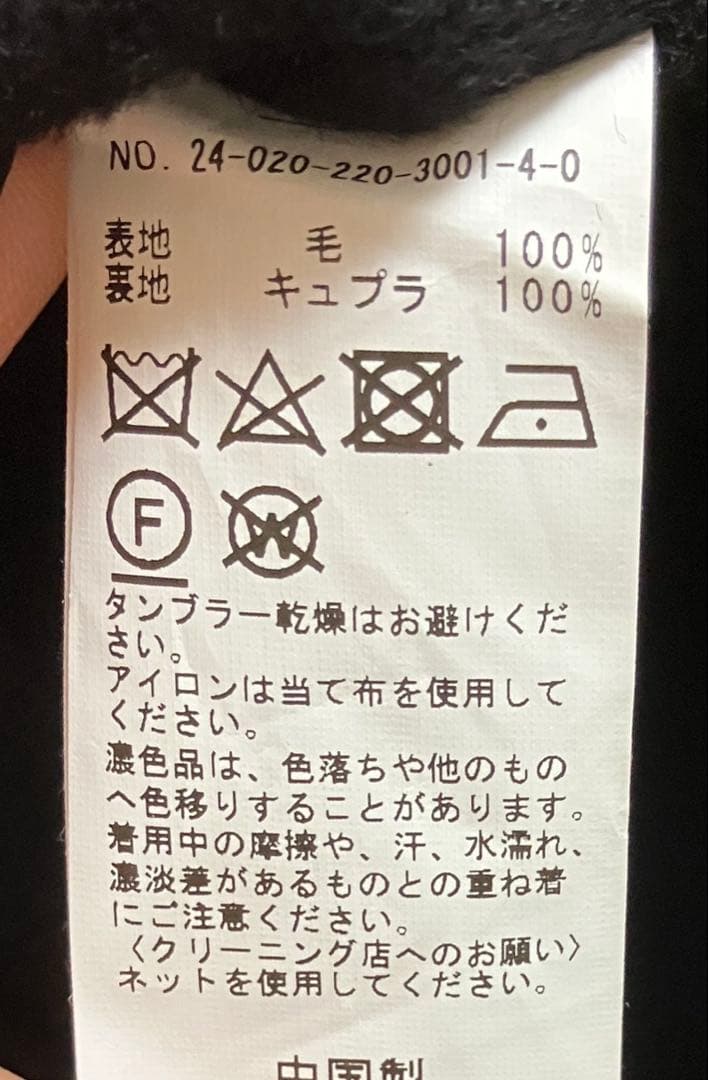 NO. 24-020-220-3001-4-0
表地 毛 100%
裏地 キュプラ 100%
F W
タンブラー乾燥はお避けくだ
さい。
アイロンは当て布を使用して
ください。
濃色品は、色落ちや他のもの
へ色移りすることがあります。
着用中の摩擦や、汗、水濡れ、
濃淡差があるものとの重ね着
にご注意ください。
〈クリーニング店へのお願い〉
ネットを使用してください。
中国製